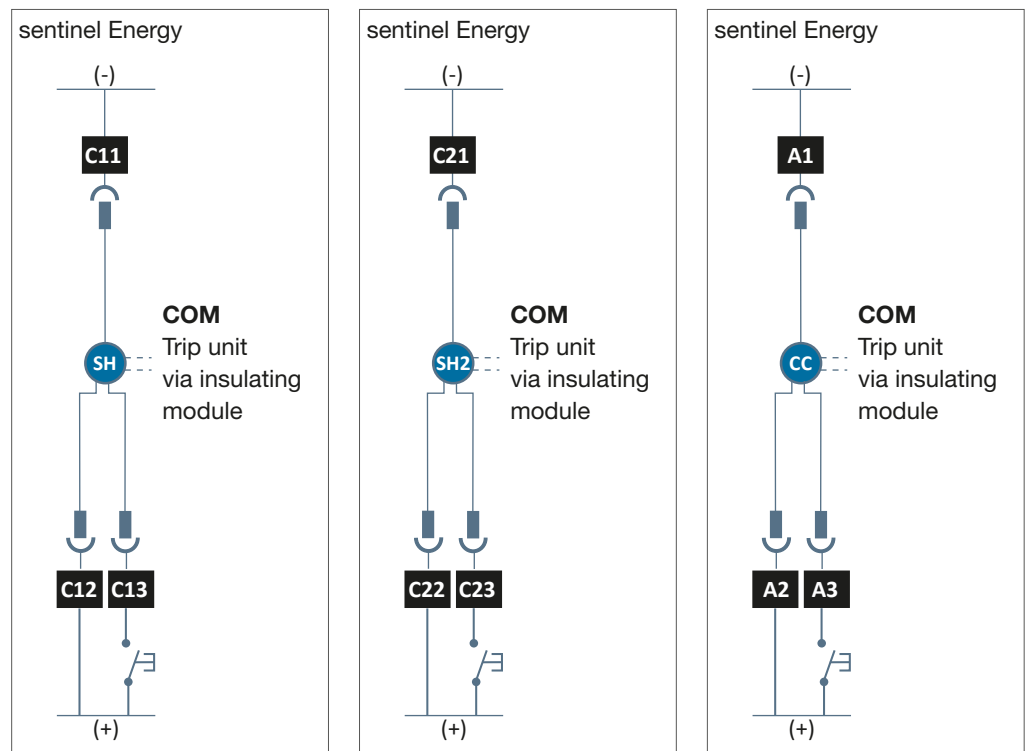 sentinel Energy
(-)
C11
COM
Trip unit
via insulating
module
SH
C12 C13
(+)
sentinel Energy
(-)
C21
COM
Trip unit
via insulating
module
SH2
C22 C23
(+)
sentinel Energy
(-)
A1
COM
Trip unit
via insulating
module
CC
A2 A3
(+)